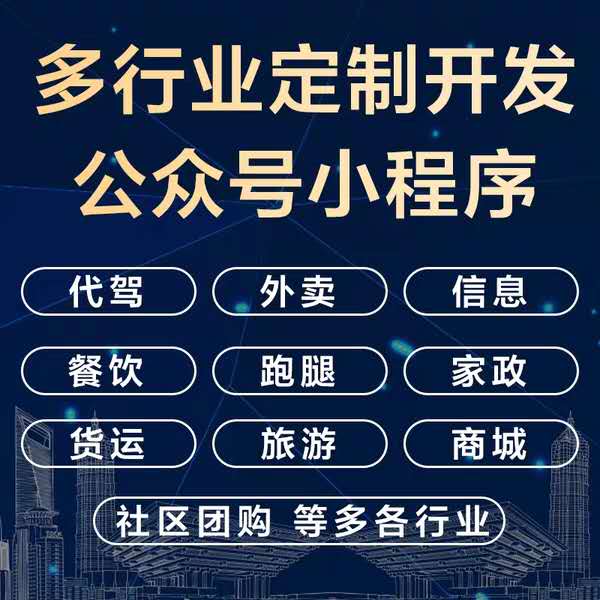 多行业定制开发
公众号小程序
代驾 外卖 信息
餐饮 跑腿 家政
货运 旅游 商城
社区团购 等多各行业